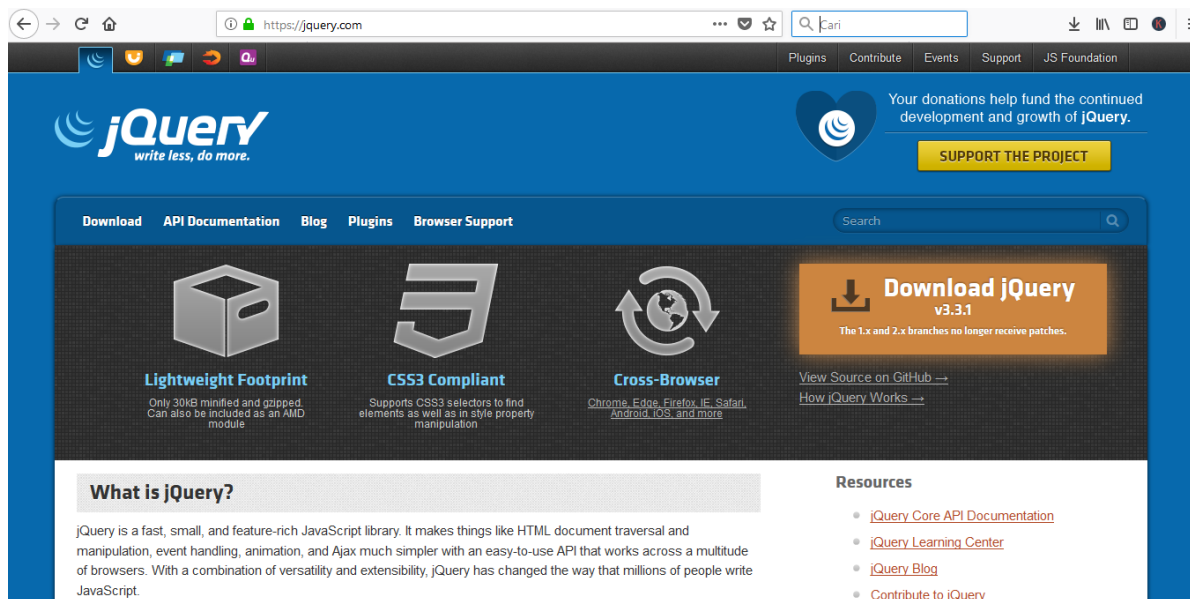 https://jquery.com
Cari
Plugins
Contribute
Events
Support
JS Foundation
jQuery
write less, do more.
Your donations help fund the continued
development and growth of jQuery.
SUPPORT THE PROJECT
Download
API Documentation
Blog
Plugins
Browser Support
Search
Lightweight Footprint
Only 30kB minified and gzipped.
Can also be included as an AMD
module
CSS3 Compliant
Supports CSS3 selectors to find
elements as well as in style property
manipulation
Cross-Browser
Chrome, Edge, Firefox, IE, Safari,
Android, iOS, and more
Download jQuery
v3.3.1
The 1.x and 2.x branches no longer receive patches.
View Source on GitHub →
How jQuery Works →
What is jQuery?
jQuery is a fast, small, and feature-rich JavaScript library. It makes things like HTML document traversal and
manipulation, event handling, animation, and Ajax much simpler with an easy-to-use API that works across a multitude
of browsers. With a combination of versatility and extensibility, jQuery has changed the way that millions of people write
JavaScript.
Resources
jQuery Core API Documentation
jQuery Learning Center
jQuery Blog
Contribute to jQuery